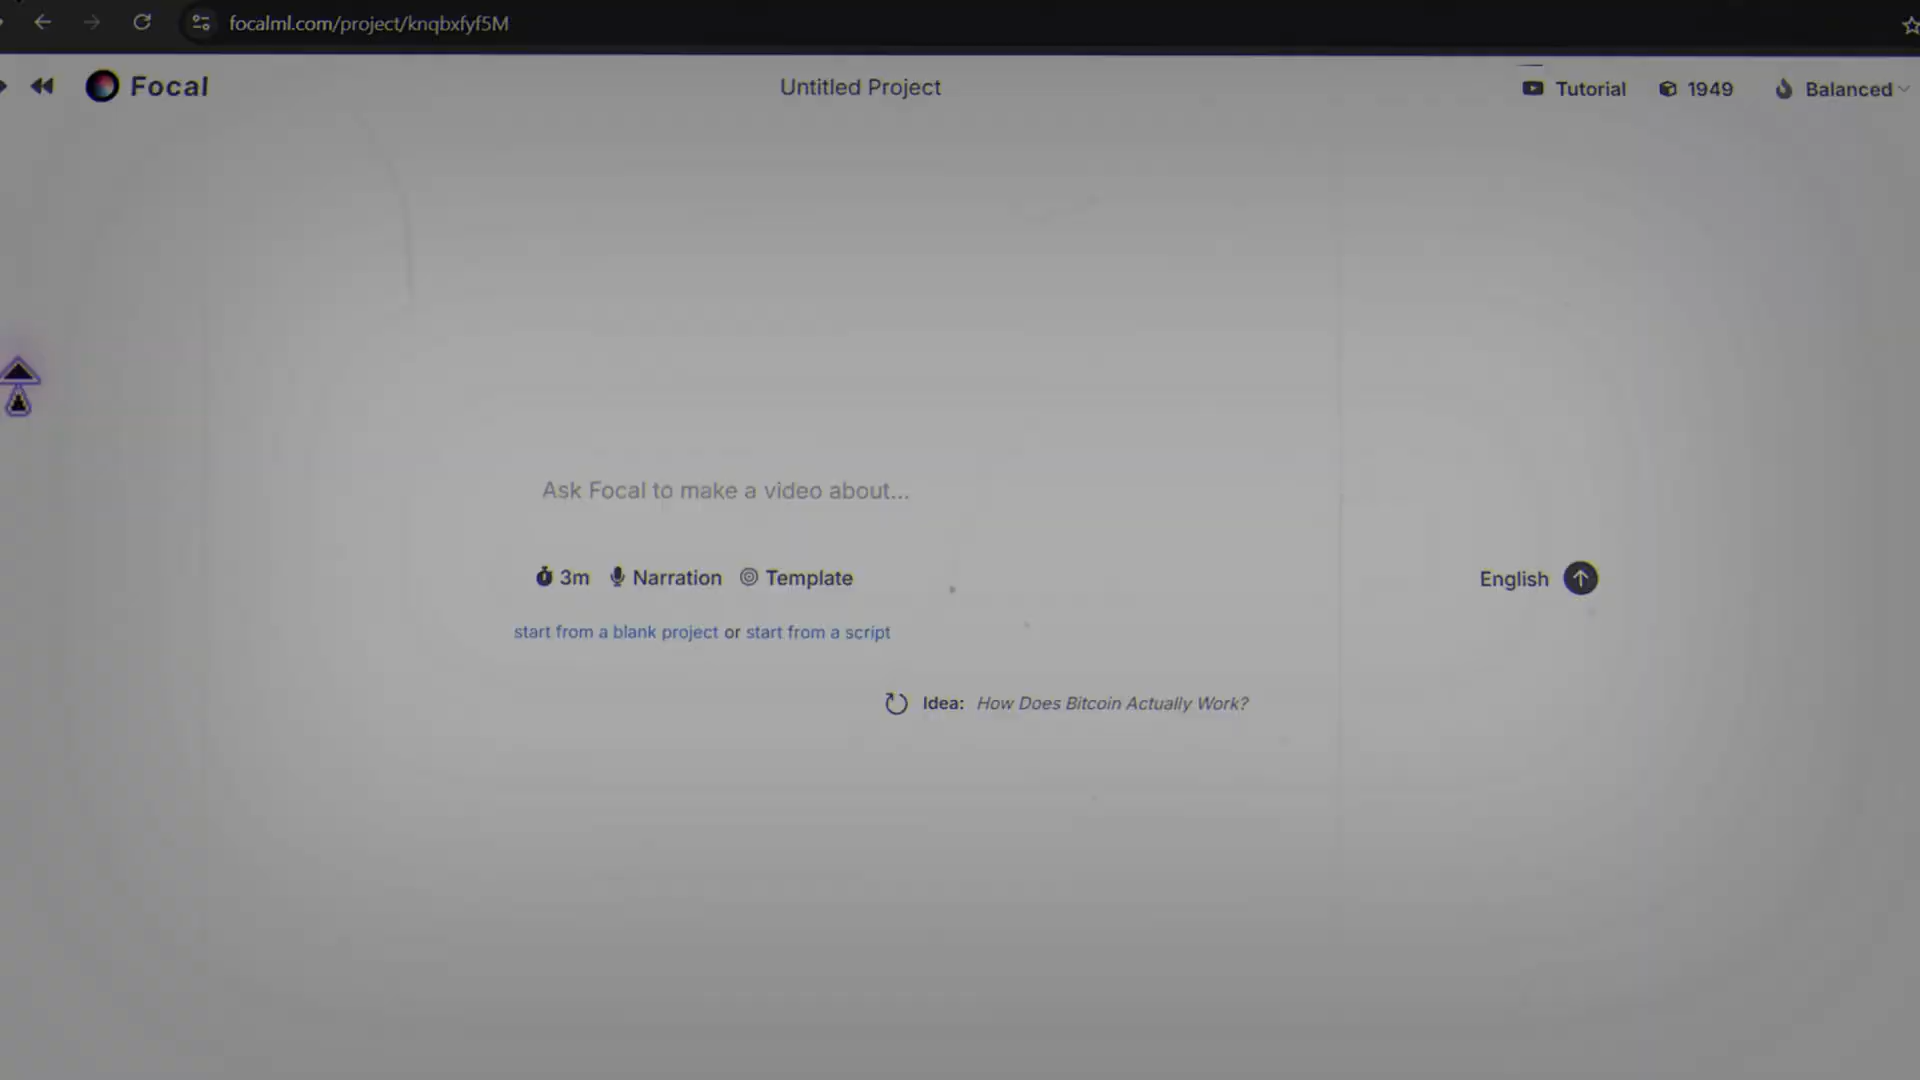 focalml.com/project/knqbxfyf5M
Focal
Untitled Project
Tutorial
1949
Balanced
Ask Focal to make a video about...
3m
Narration
Template
English
start from a blank project or start from a script
Idea: How Does Bitcoin Actually Work?